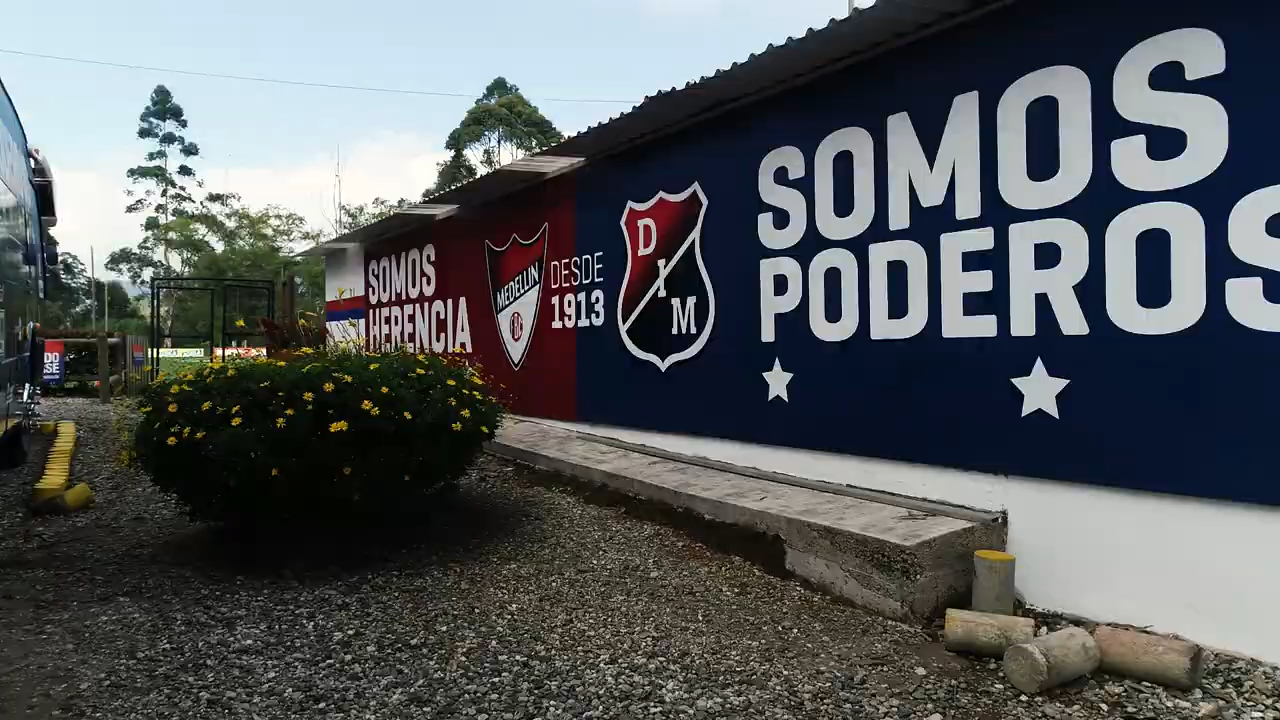 SOMOS
HERENCIA
MEDELLIN
DESDE
1913
D
I
M
SOMOS
PODEROS